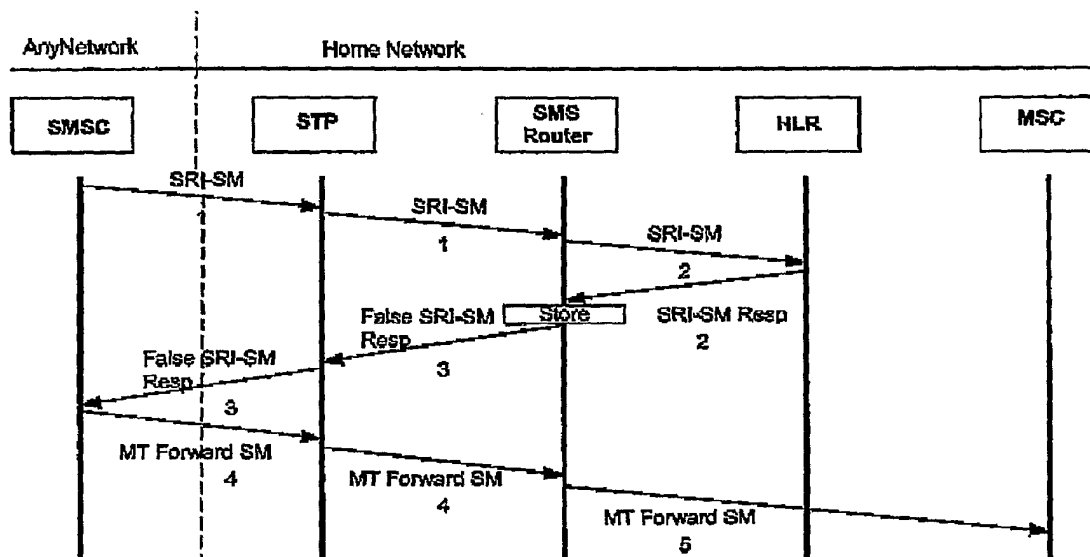 AnyNetwork
Home Network
SMSC
STP
SMS
Router
HLR
MSC
SRI-SM
1
SRI-SM
1
SRI-SM
2
Store
SRI-SM Resp
2
False SRI-SM
Resp
3
False SRI-SM
Resp
3
MT Forward SM
4
MT Forward SM
4
MT Forward SM
5